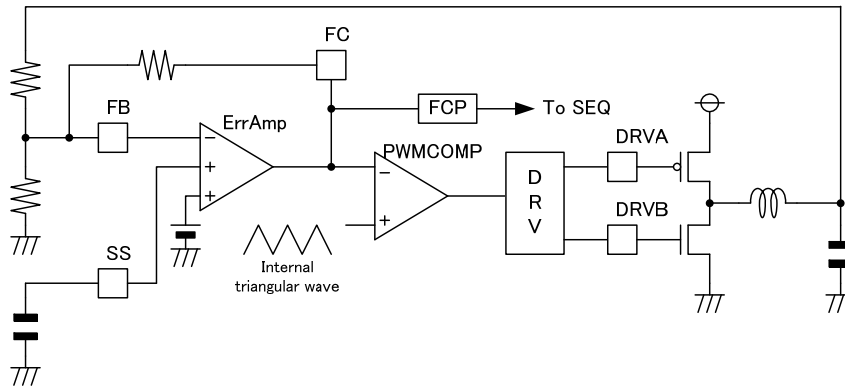 FC
FB
ErrAmp
FCP
To SEQ
PWMCOMP
DRVA
D
R
V
DRVB
SS
Internal
triangular wave